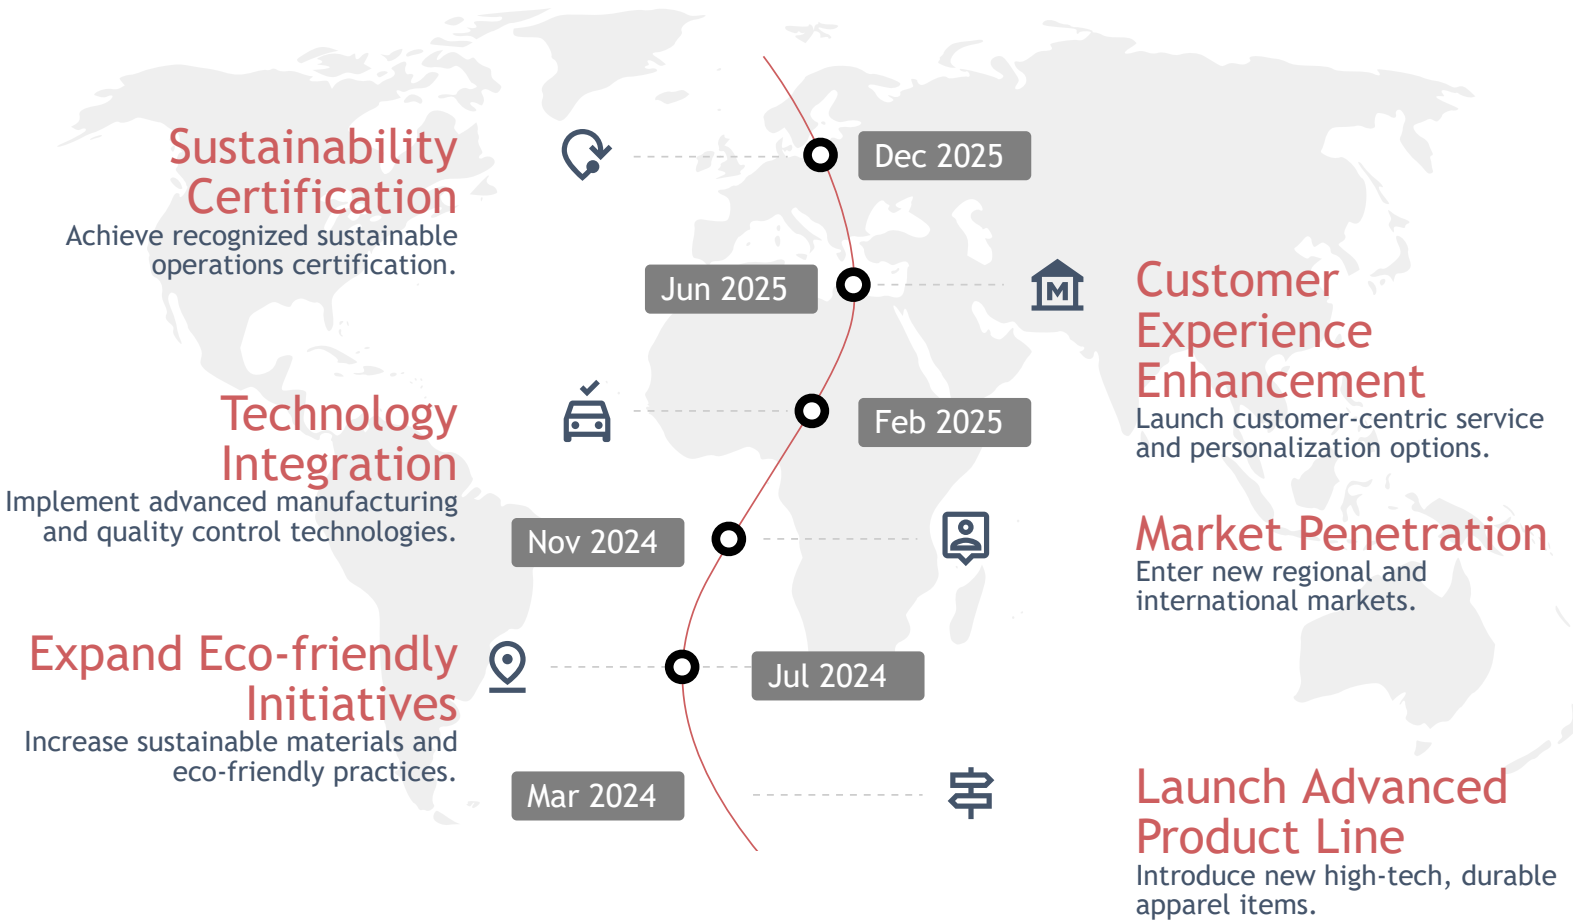 Sustainability
Certification
Achieve recognized sustainable
operations certification.
Dec 2025
Jun 2025
M
Customer
Experience
Enhancement
Launch customer-centric service
and personalization options.
Technology
Integration
Implement advanced manufacturing
and quality control technologies.
Feb 2025
Nov 2024
Market Penetration
Enter new regional and
international markets.
Expand Eco-friendly
Initiatives
Increase sustainable materials and
eco-friendly practices.
Jul 2024
Mar 2024
Launch Advanced
Product Line
Introduce new high-tech, durable
apparel items.